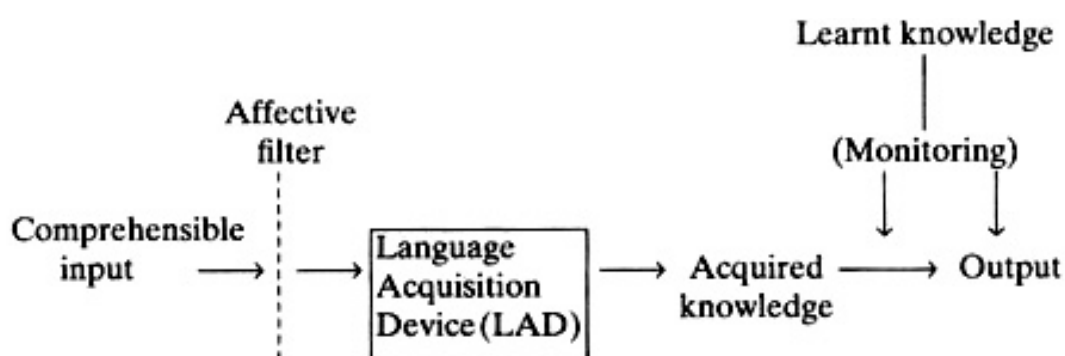 Learnt knowledge
Affective
filter
(Monitoring)
Comprehensible
input
Language
Acquisition
Device (LAD)
Acquired
knowledge
Output